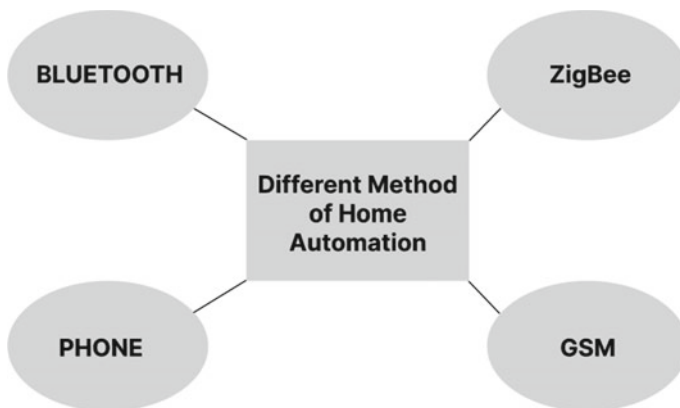 BLUETOOTH
ZigBee
Different Method
of Home
Automation
PHONE
GSM